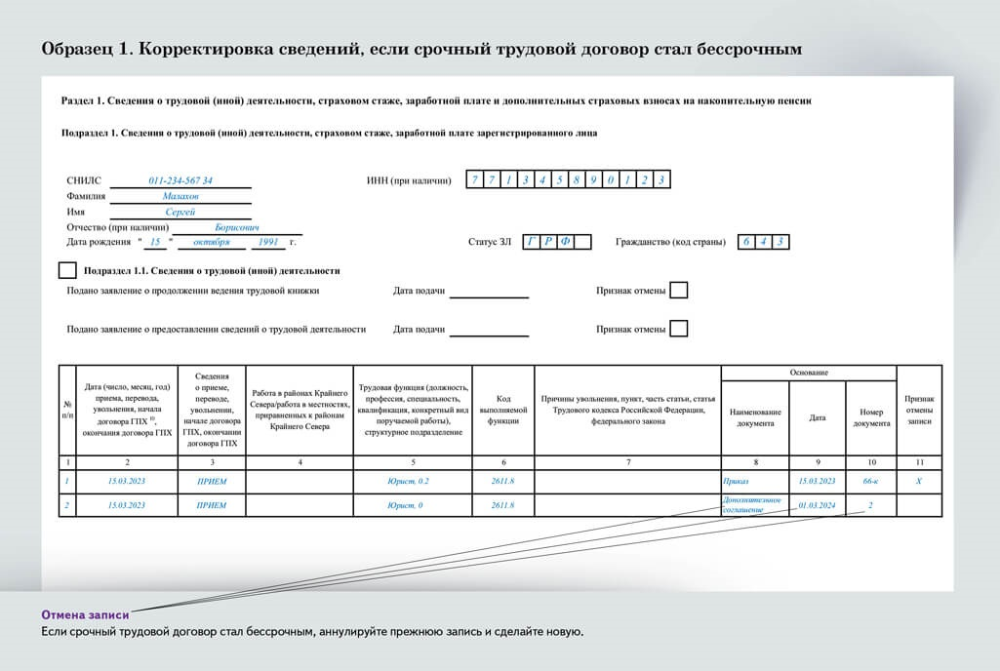 Образец 1. Корректировка сведений, если срочный трудовой договор стал бессрочным
Раздел 1. Сведения о трудовой (иной) деятельности, страховом стаже, заработной плате и дополнительных страховых взносах на накопительную пенсию
Подраздел 1. Сведения о трудовой (иной) деятельности, страховом стаже, заработной плате зарегистрированного лица
СНИЛС 011-234-567 34 ИНН (при наличии) 7 7 1 3 4 5 8 9 0 1 2 3
Фамилия Малахов
Имя Сергей
Отчество (при наличии) Борисович
Дата рождения " 15 " октября 1991 г. Статус ЗЛ Г Р Ф Гражданство (код страны) 6 4 3
Подраздел 1.1. Сведения о трудовой (иной) деятельности
Подано заявление о продолжении ведения трудовой книжки Дата подачи Признак отмены
Подано заявление о предоставлении сведений о трудовой деятельности Дата подачи Признак отмены
№
п/п
Дата (число, месяц, год)
приема, перевода,
увольнения, начала
договора ГПХ
окончания договора ГПХ
Сведения
о приеме,
переводе,
увольнении,
начале договора
ГПХ, окончании
договора ГПХ
Работа в районах Крайнего
Севера/работа в местностях,
приравненных к районам
Крайнего Севера
Трудовая функция (должность,
профессия, специальность,
квалификация, конкретный вид
поручаемой работы),
структурное подразделение
Код
выполняемой
функции
Причины увольнения, пункт, часть статьи, статья
Трудового кодекса Российской Федерации,
федерального закона
Основание
Наименование
документа
Дата
Номер
документа
Признак
отмены
записи
1 2 3 4 5 6 7 8 9 10 11
1 15.03.2023 ПРИЕМ Юрист, 0.2 2611.8 Приказ 15.03.2023 66-к X
2 15.03.2023 ПРИЕМ Юрист, 0 2611.8 Дополнительное
соглашение 01.03.2024 2
Отмена записи
Если срочный трудовой договор стал бессрочным, аннулируйте прежнюю запись и сделайте новую.